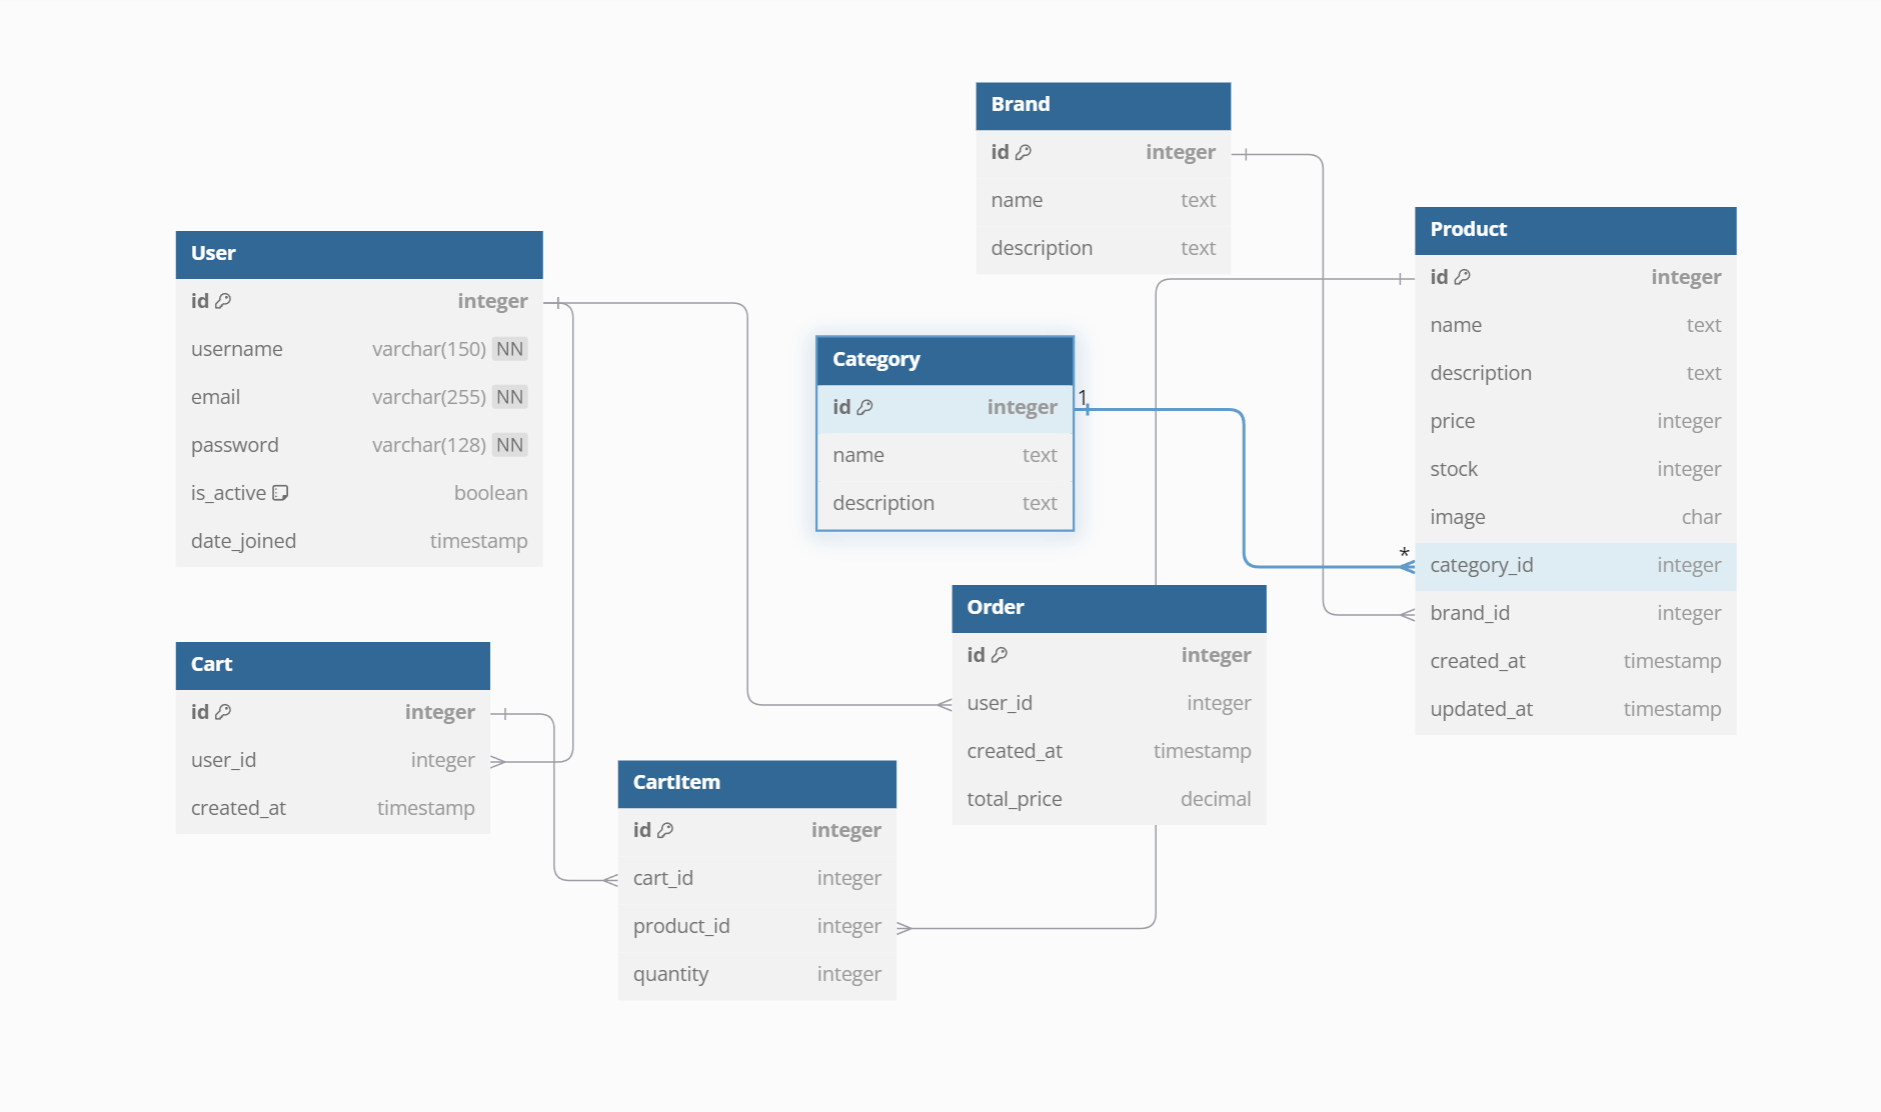 Brand
id integer
name text
description text
User
id integer
username varchar(150) NN
email varchar(255) NN
password varchar(128) NN
is_active boolean
date_joined timestamp
Category
id integer
name text
description text
1
Product
id integer
name text
description text
price integer
stock integer
image char
*
category_id integer
brand_id integer
created_at timestamp
updated_at timestamp
Cart
id integer
user_id integer
created_at timestamp
CartItem
id integer
cart_id integer
product_id integer
quantity integer
Order
id integer
user_id integer
created_at timestamp
total_price decimal